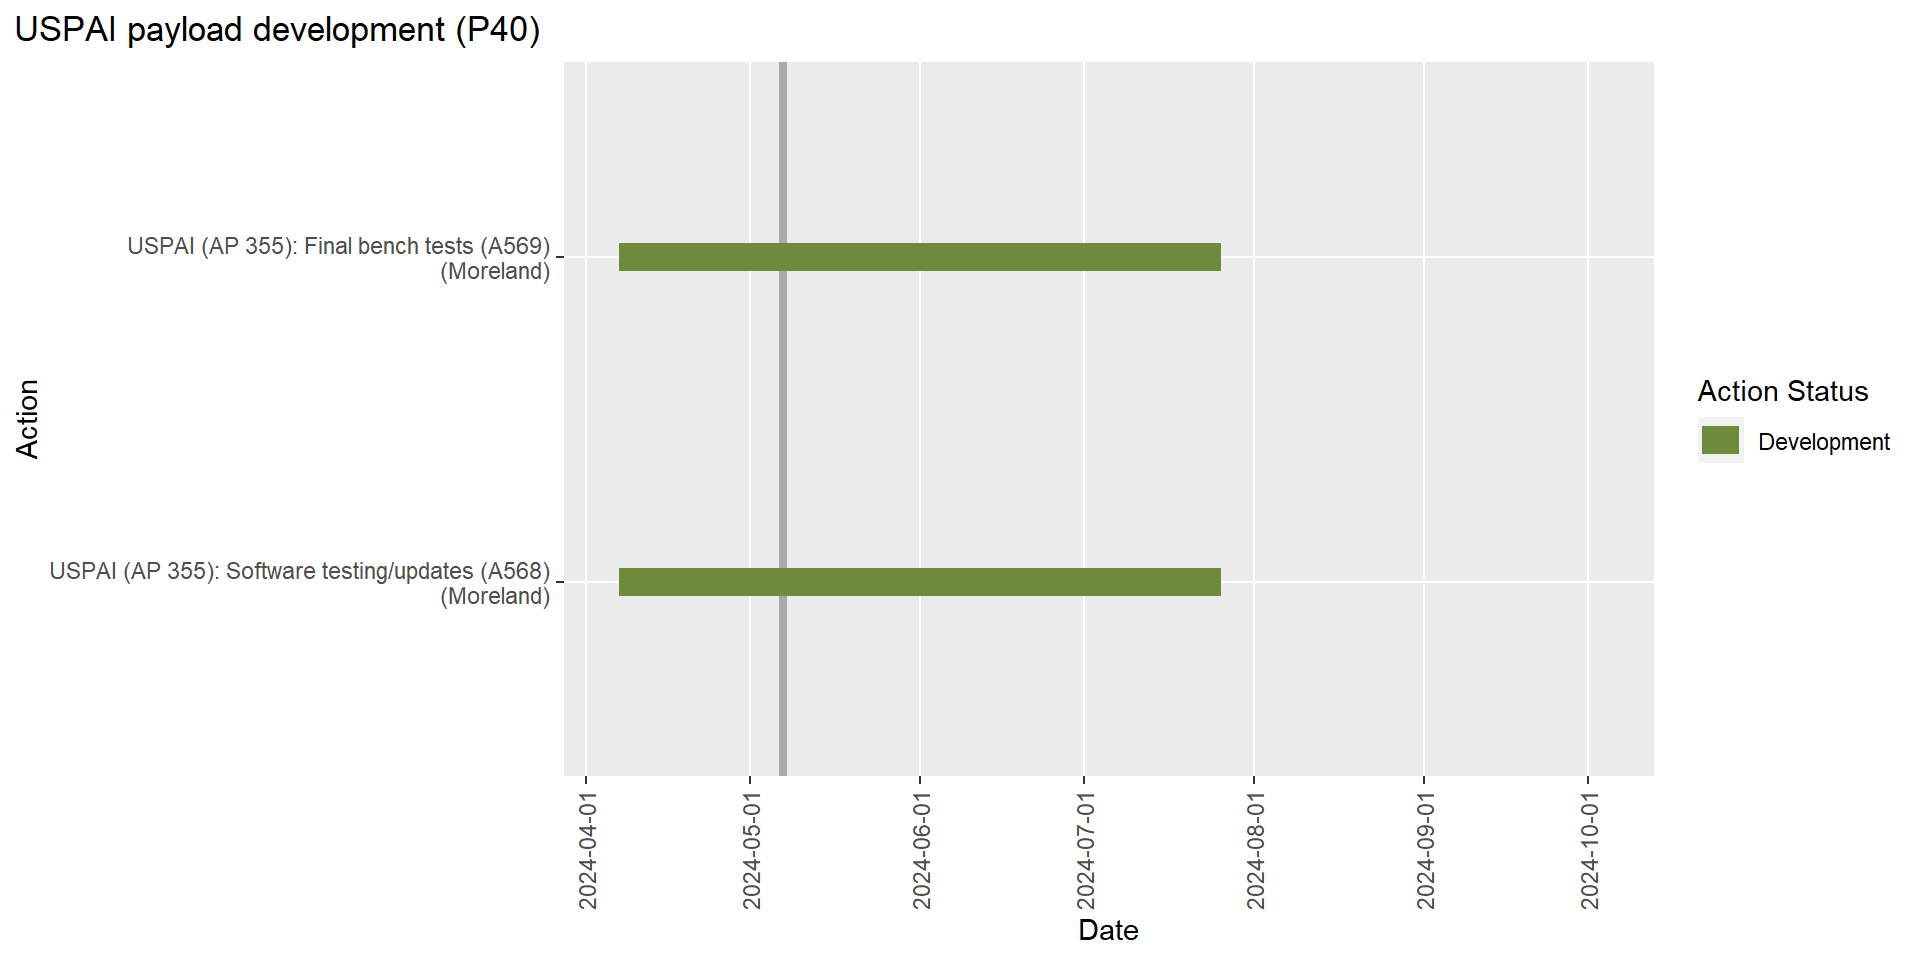 USPAI payload development (P40)
USPAI (AP 355): Final bench tests (A569)
(Moreland)
USPAI (AP 355): Software testing/updates (A568)
(Moreland)
Action
2024-04-01
2024-05-01
2024-06-01
2024-07-01
2024-08-01
2024-09-01
2024-10-01
Date
Action Status
Development